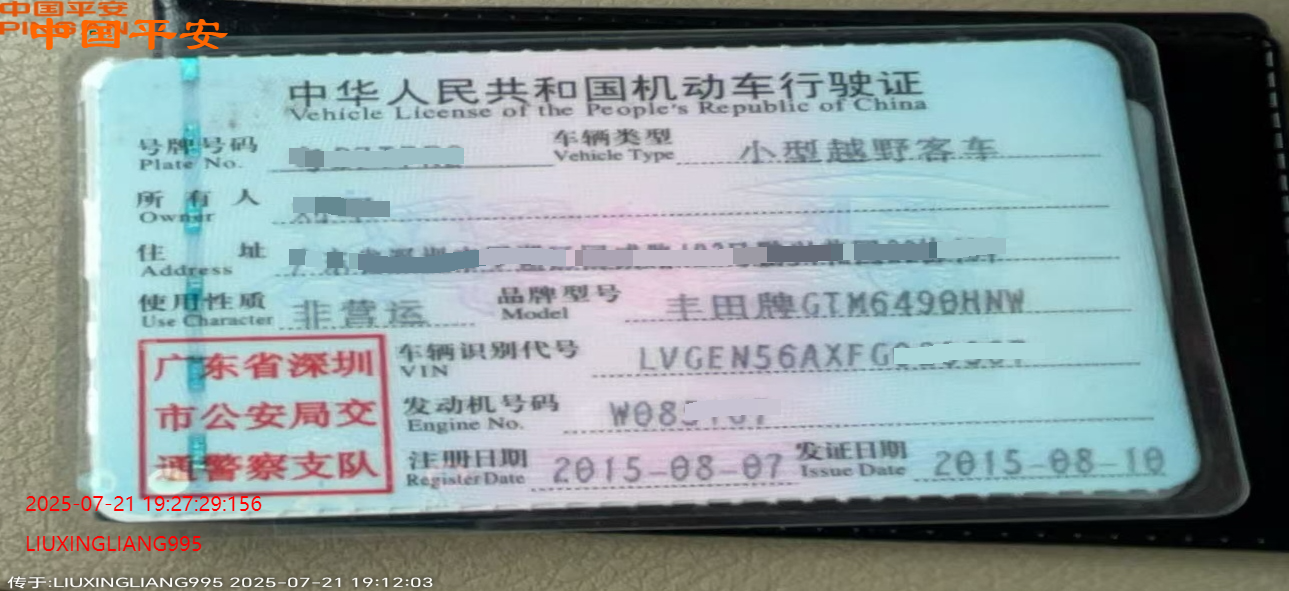 中国平安
PING AN
中国平安
中华人民共和国机动车行驶证
Vehicle License of the People's Republic of China
号牌号码
Plate No.
车辆类型
Vehicle Type
小型越野客车
所有人
Owner
住址
Address
使用性质
Use Character
非营运
品牌型号
Model
丰田牌GTM6490HNW
广东省深圳
市公安局交
通警察支队
车辆识别代号
VIN
LVGEN56AXFG
发动机号码
Engine No.
W08
注册日期
Register Date
2015-08-07
发证日期
Issue Date
2015-08-10
2025-07-21 19:27:29:156
LIUXINGLIANG995
传于:LIUXINGLIANG995 2025-07-21 19:12:03